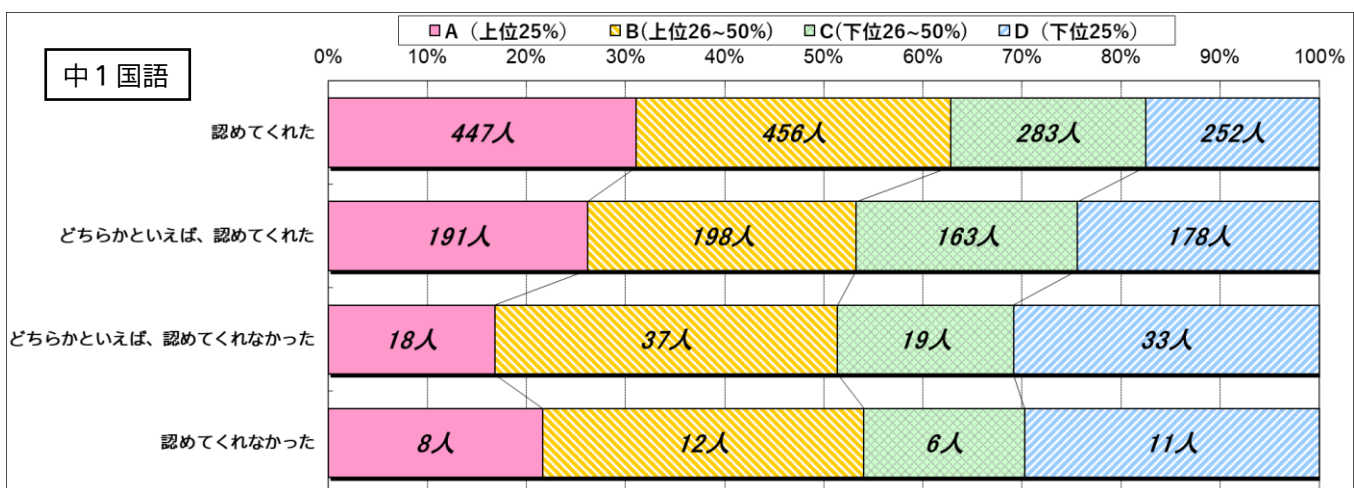 A（上位25%） B(上位26~50%) C(下位26~50%) D（下位25%）
中１国語
0% 10% 20% 30% 40% 50% 60% 70% 80% 90% 100%
認めてくれた 447人 456人 283人 252人
どちらかといえば、認めてくれた 191人 198人 163人 178人
どちらかといえば、認めてくれなかった 18人 37人 19人 33人
認めてくれなかった 8人 12人 6人 11人